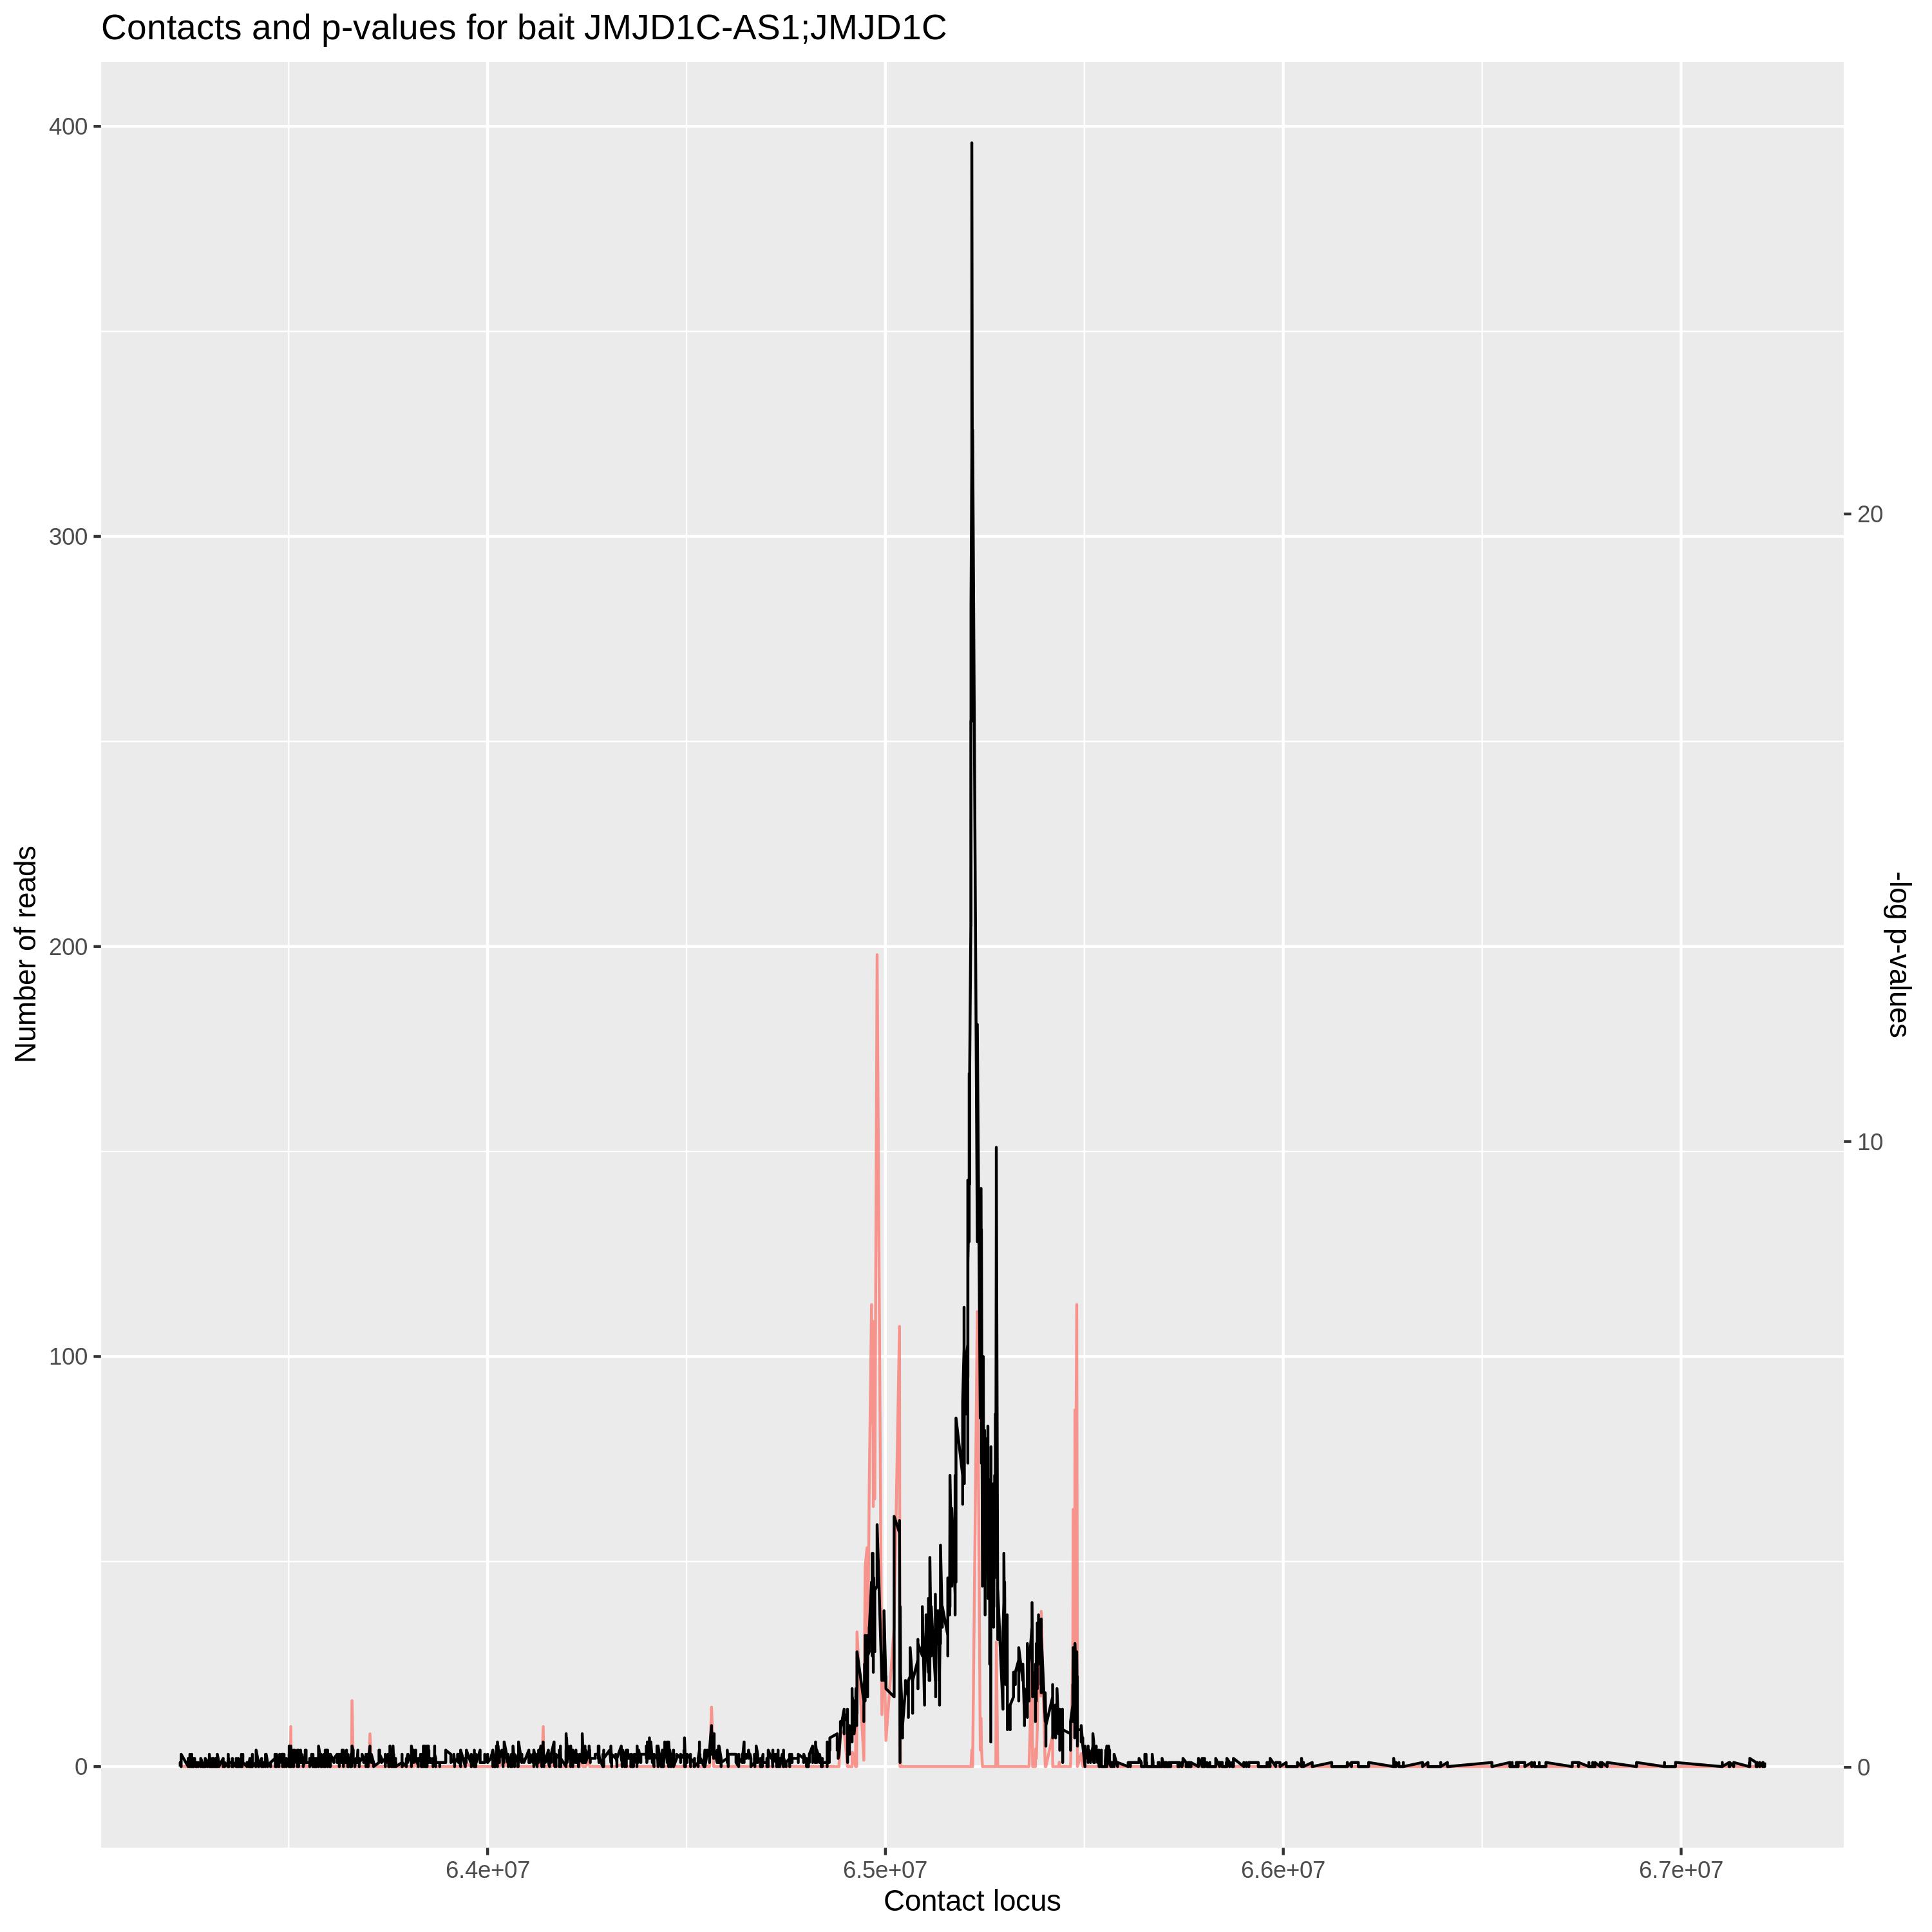 Contacts and p-values for bait JMJD1C-AS1;JMJD1C
400
300
200
100
0
Number of reads
20
10
0
-log p-values
6.4e+07
6.5e+07
6.6e+07
6.7e+07
Contact locus